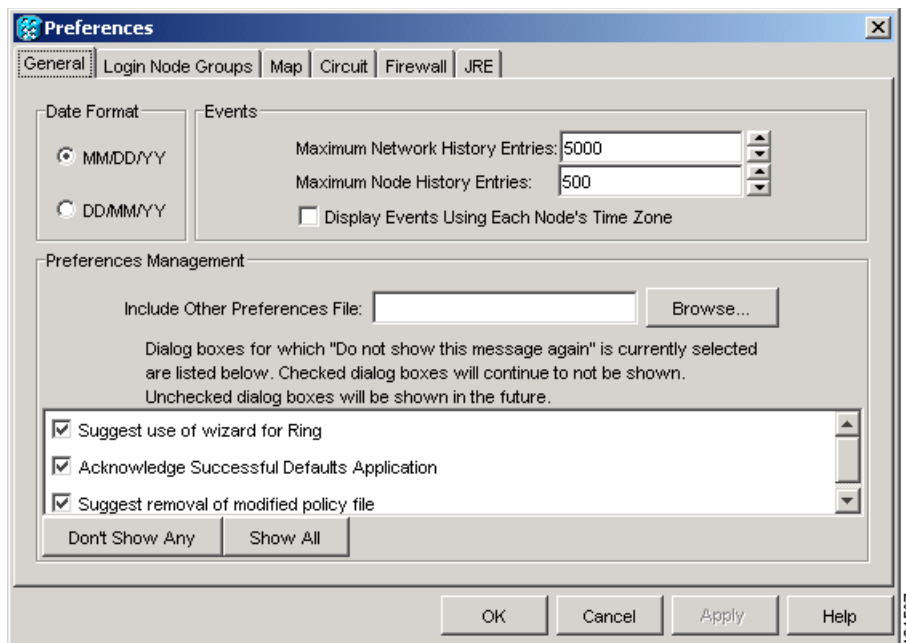 Preferences
General
Login Node Groups
Map
Circuit
Firewall
JRE
Date Format
MM/DD/YY
DD/MM/YY
Events
Maximum Network History Entries: 5000
Maximum Node History Entries: 500
Display Events Using Each Node's Time Zone
Preferences Management
Include Other Preferences File:
Browse...
Dialog boxes for which "Do not show this message again" is currently selected
are listed below. Checked dialog boxes will continue to not be shown.
Unchecked dialog boxes will be shown in the future.
Suggest use of wizard for Ring
Acknowledge Successful Defaults Application
Suggest removal of modified policy file
Don't Show Any
Show All
OK
Cancel
Apply
Help